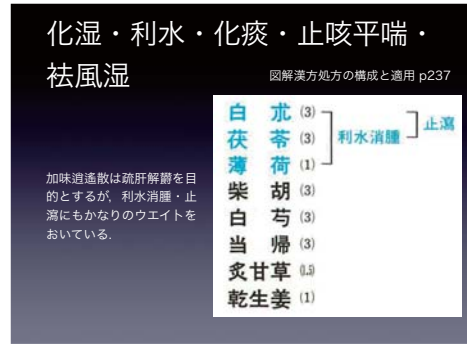 化湿・利水・化痰・止咳平喘・
祛風湿
図解漢方処方の構成と適用 p237
加味逍遙散は疏肝解欝を目
的とするが，利水消腫・止
瀉にもかなりのウエイトを
おいている．
白朮 (3)
茯苓 (3)
薄荷 (1)
利水消腫
止瀉
柴胡 (3)
白芍 (3)
当帰 (3)
炙甘草 (1.5)
乾生姜 (1)